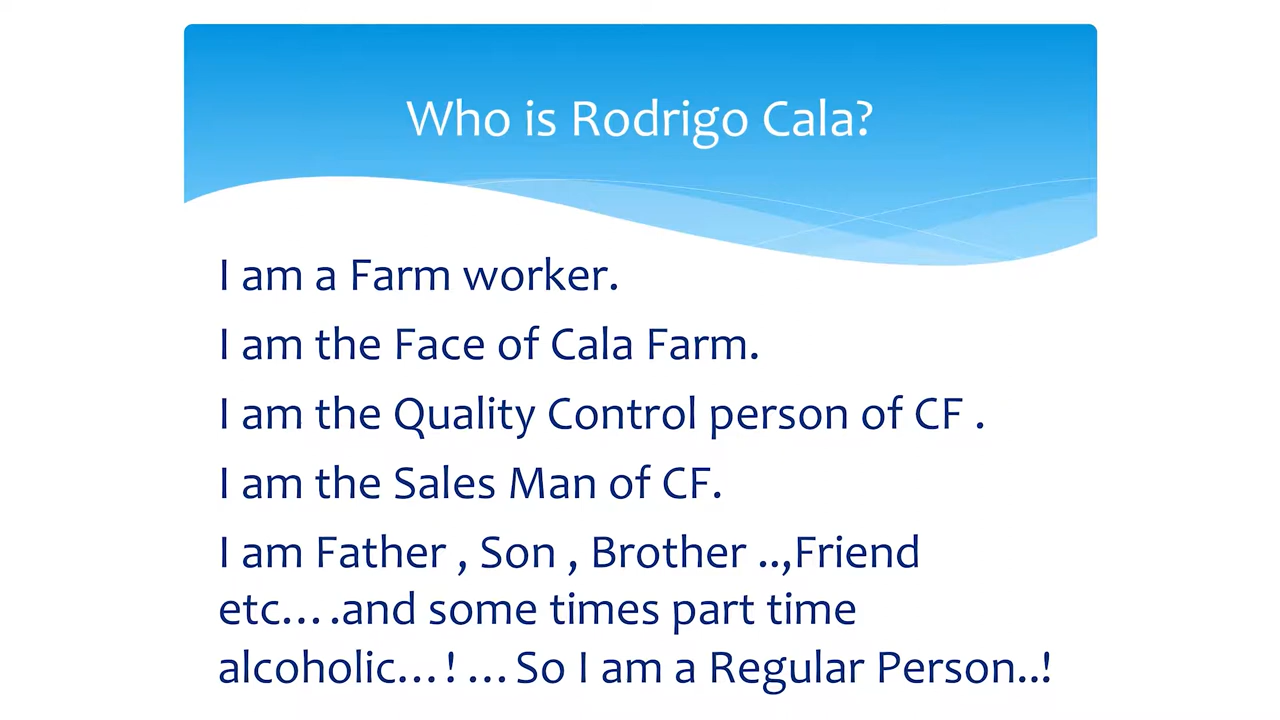 Who is Rodrigo Cala?
I am a Farm worker.
I am the Face of Cala Farm.
I am the Quality Control person of CF .
I am the Sales Man of CF.
I am Father , Son , Brother ..,Friend
etc….and some times part time
alcoholic…! … So I am a Regular Person..!